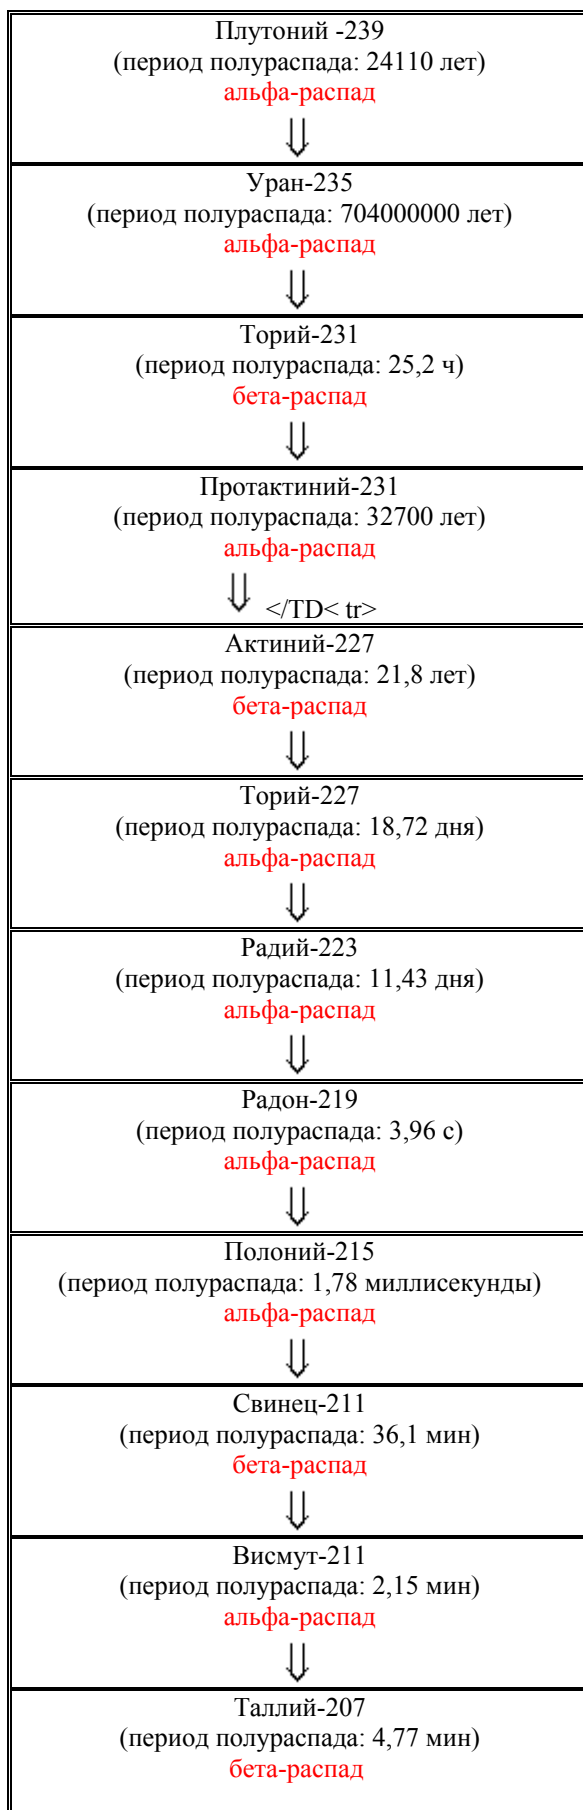 Плутоний -239
(период полураспада: 24110 лет)
альфа-распад
⇓
Уран-235
(период полураспада: 704000000 лет)
альфа-распад
⇓
Торий-231
(период полураспада: 25,2 ч)
бета-распад
⇓
Протактиний-231
(период полураспада: 32700 лет)
альфа-распад
⇓ </TD< tr>
Актиний-227
(период полураспада: 21,8 лет)
бета-распад
⇓
Торий-227
(период полураспада: 18,72 дня)
альфа-распад
⇓
Радий-223
(период полураспада: 11,43 дня)
альфа-распад
⇓
Радон-219
(период полураспада: 3,96 с)
альфа-распад
⇓
Полоний-215
(период полураспада: 1,78 миллисекунды)
альфа-распад
⇓
Свинец-211
(период полураспада: 36,1 мин)
бета-распад
⇓
Висмут-211
(период полураспада: 2,15 мин)
альфа-распад
⇓
Таллий-207
(период полураспада: 4,77 мин)
бета-распад